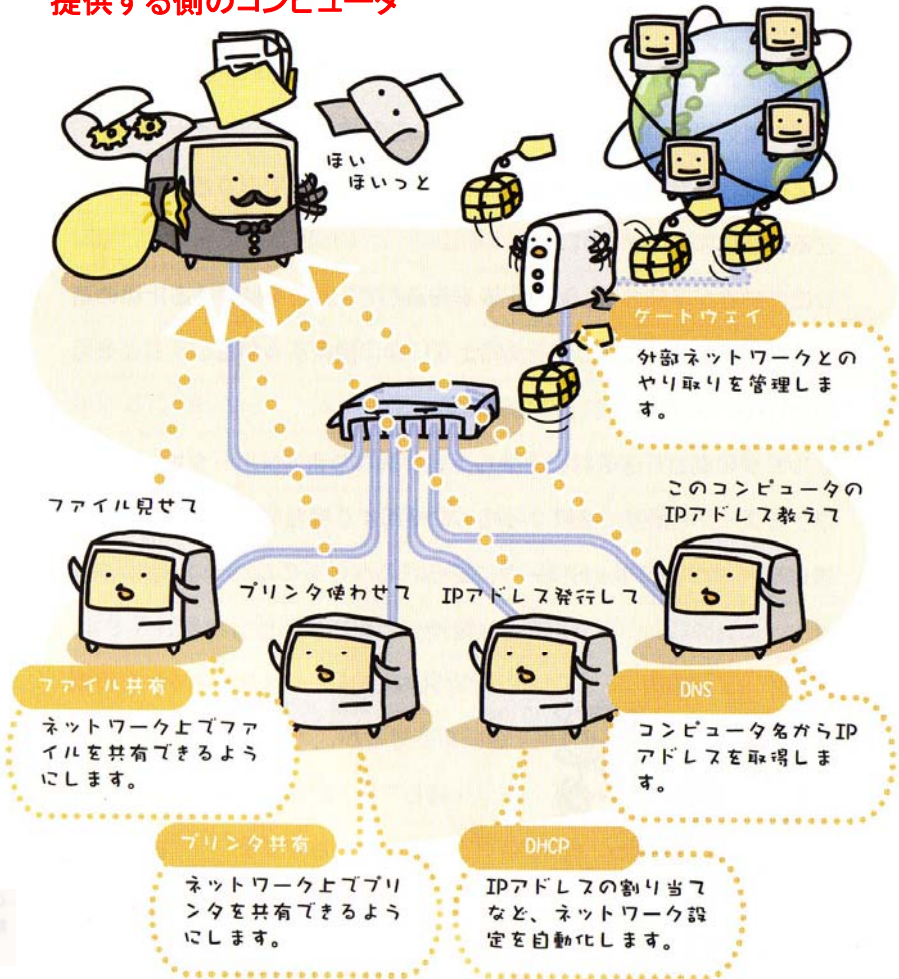 提供する側のコンピュータ
ほい
ほいっと
ゲートウェイ
外部ネットワークとの
やり取りを管理しま
す。
ファイル見せて
このコンピュータの
IPアドレス教えて
プリンタ使わせて
IPアドレス発行して
ファイル共有
ネットワーク上でファ
イルを共有できるよう
にします。
DNS
コンピュータ名からIP
アドレスを取得しま
す。
プリンタ共有
ネットワーク上でプリ
ンタを共有できるよう
にします。
DHCP
IPアドレスの割り当て
など、ネットワーク設
定を自動化します。